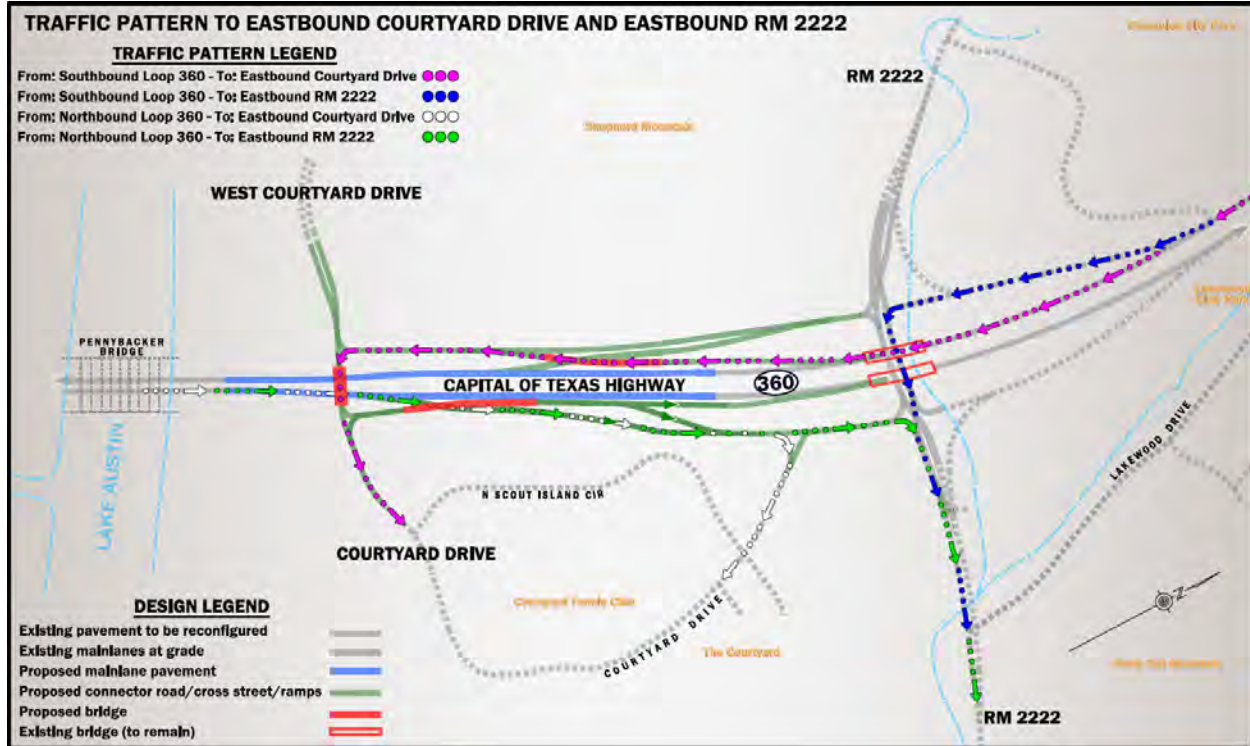 TRAFFIC PATTERN TO EASTBOUND COURTYARD DRIVE AND EASTBOUND RM 2222
TRAFFIC PATTERN LEGEND
From: Southbound Loop 360 - To: Eastbound Courtyard Drive
From: Southbound Loop 360 - To: Eastbound RM 2222
From: Northbound Loop 360 - To: Eastbound Courtyard Drive
From: Northbound Loop 360 - To: Eastbound RM 2222
RM 2222
Shepherd Mountain
WEST COURTYARD DRIVE
PENNYBACKER
BRIDGE
CAPITAL OF TEXAS HIGHWAY
360
LAKE AUSTIN
N SCOUT ISLAND CIR
LAKEWOOD DRIVE
COURTYARD DRIVE
COURTYARD DRIVE
The Courtyard
Z
RM 2222
DESIGN LEGEND
Existing pavement to be reconfigured
Existing mainlanes at grade
Proposed mainlane pavement
Proposed connector road/cross street/ramps
Proposed bridge
Existing bridge (to remain)